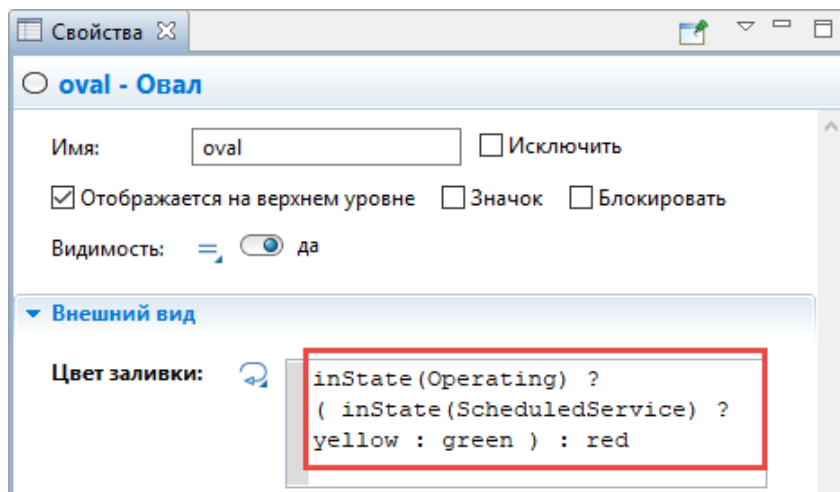 Свойства
oval - Овал
Имя: oval Исключить
Отображается на верхнем уровне Значок Блокировать
Видимость: = да
Внешний вид
Цвет заливки: inState(Operating) ?
( inState(ScheduledService) ?
yellow : green ) : red